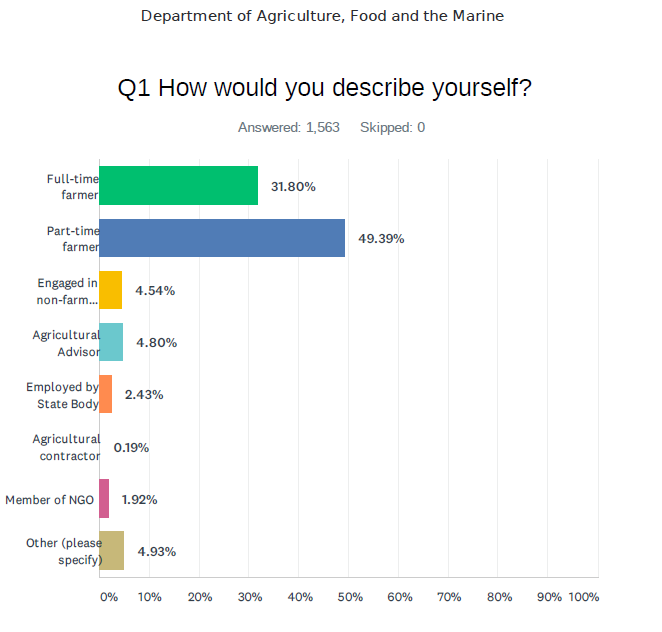 Department of Agriculture, Food and the Marine
Q1 How would you describe yourself?
Answered: 1,563 Skipped: 0
Full-time
farmer
31.80%
Part-time
farmer
49.39%
Engaged in
non-farm...
4.54%
Agricultural
Advisor
4.80%
Employed by
State Body
2.43%
Agricultural
contractor
0.19%
Member of NGO
1.92%
Other (please
specify)
4.93%
0% 10% 20% 30% 40% 50% 60% 70% 80% 90% 100%